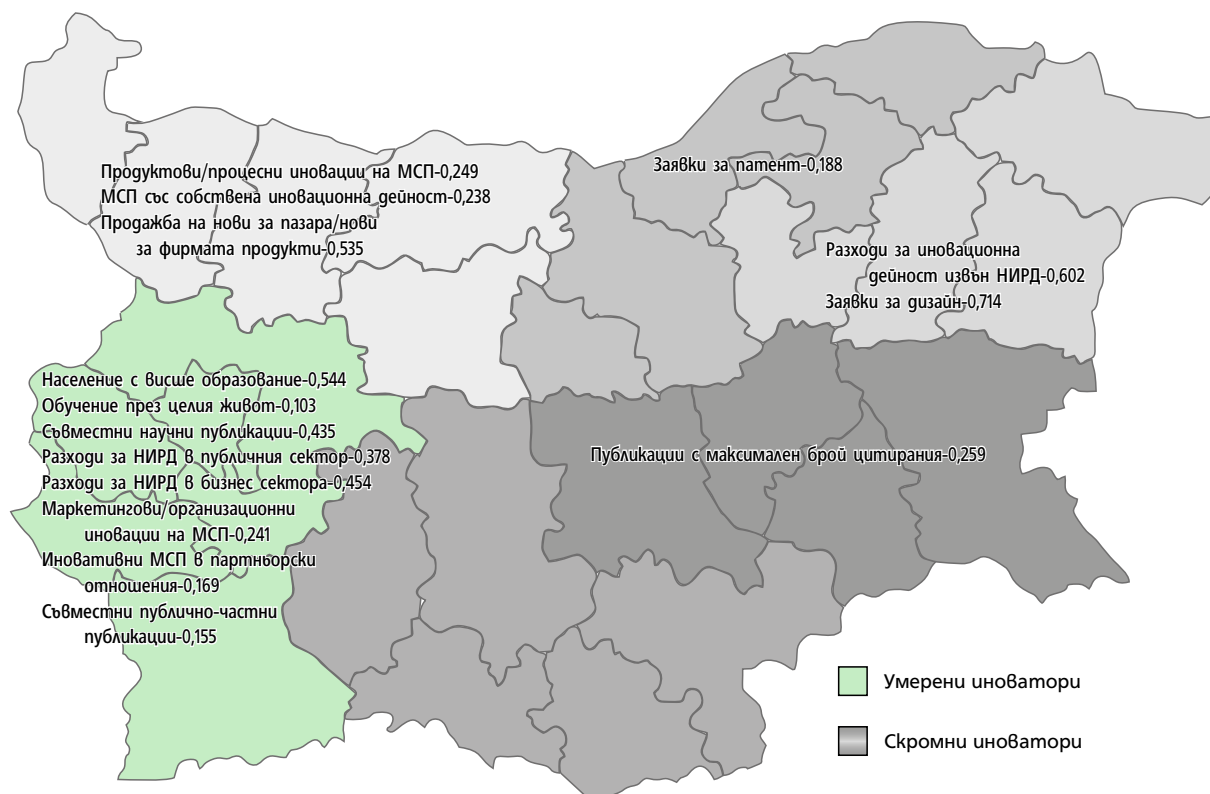 Продуктови/процесни иновации на МСП-0,249
МСП със собствена иновационна дейност-0,238
Продажба на нови за пазара/нови
за фирмата продукти-0,535
Заявки за патент-0,188
Разходи за иновационна
дейност извън НИРД-0,602
Заявки за дизайн-0,714
Население с висше образование-0,544
Обучение през целия живот-0,103
Съвместни научни публикации-0,435
Разходи за НИРД в публичния сектор-0,378
Разходи за НИРД в бизнес сектора-0,454
Маркетингови/организационни
иновации на МСП-0,241
Иновативни МСП в партньорски
отношения-0,169
Съвместни публично-частни
публикации-0,155
Публикации с максимален брой цитирания-0,259
Умерени иноватори
Скромни иноватори